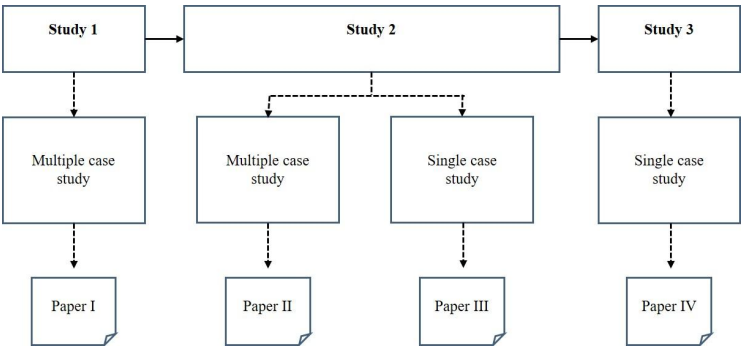 Study 1
Study 2
Study 3
Multiple case
study
Multiple case
study
Single case
study
Single case
study
Paper I
Paper II
Paper III
Paper IV